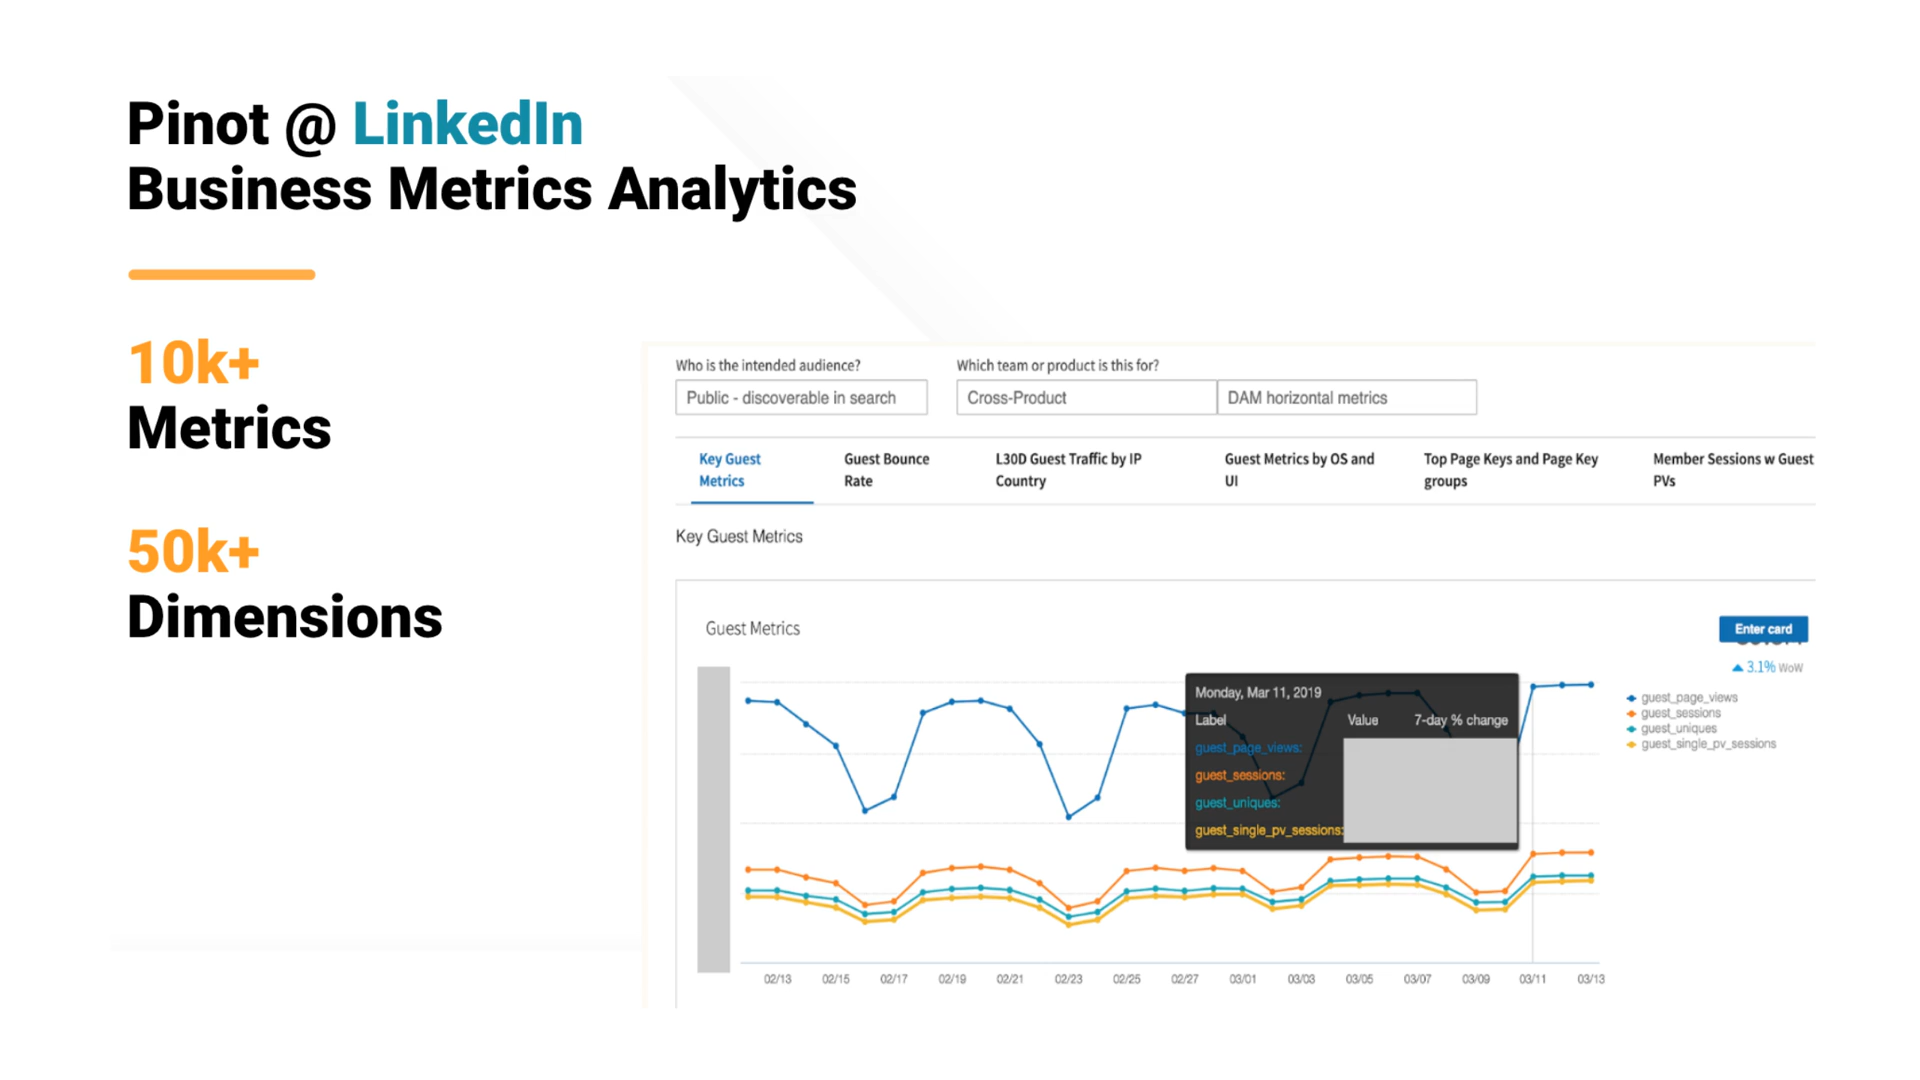 Pinot @ LinkedIn
Business Metrics Analytics
10k+
Metrics
50k+
Dimensions
Who is the intended audience?
Which team or product is this for?
Public - discoverable in search
Cross-Product
DAM horizontal metrics
Key Guest
Metrics
Guest Bounce
Rate
L30D Guest Traffic by IP
Country
Guest Metrics by OS and
UI
Top Page Keys and Page Key
groups
Member Sessions w Guest
PVs
Key Guest Metrics
Guest Metrics
Enter card
3.1% WoW
guest_page_views
guest_sessions
guest_uniques
guest_single_pv_sessions
Monday, Mar 11, 2019
Label Value 7-day % change
guest_page_views:
guest_sessions:
guest_uniques:
guest_single_pv_sessions:
02/13 02/15 02/17 02/19 02/21 02/23 02/25 02/27 03/01 03/03 03/05 03/07 03/09 03/11 03/13